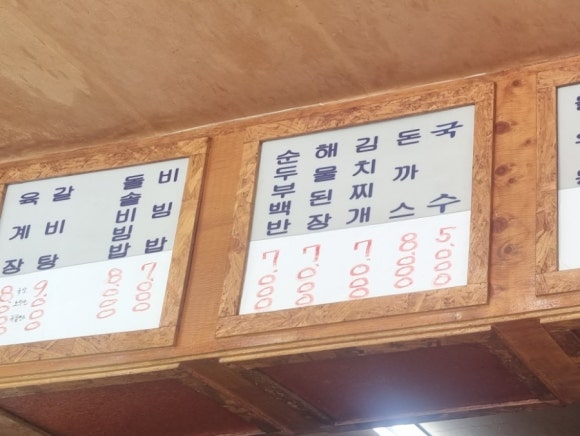 육계장
갈비탕 9,000
돌솥비빔밥 8,000
비빔밥 7,000
순두부백반 7,000
해물된장 7,000
김치찌개 7,000
돈까스 8,000
국수 5,000